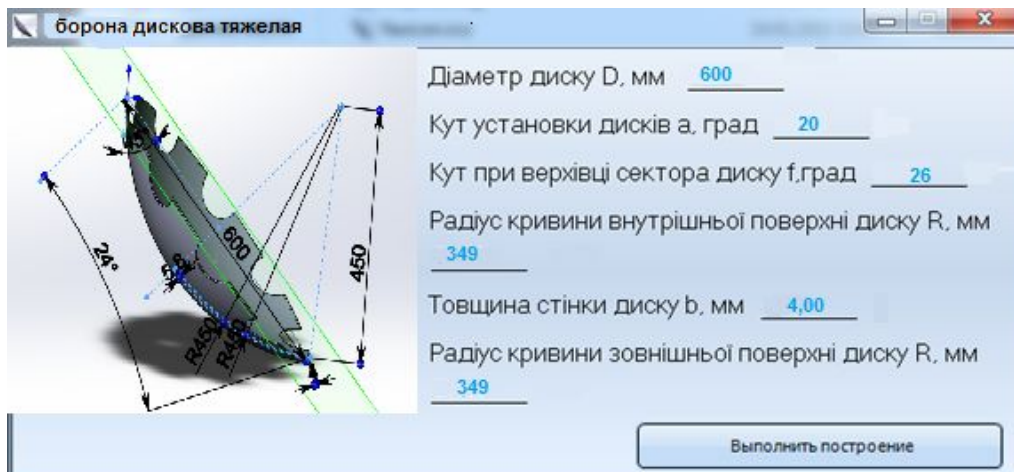 борона дискова тяжелая
Діаметр диску D, мм 600
Кут установки дисків а, град 20
Кут при верхівці сектора диску f,град 26
Радіус кривини внутрішньої поверхні диску R, мм
349
Товщина стінки диску b, мм 4,00
Радіус кривини зовнішньої поверхні диску R, мм
349
24°
600
450
R450
Выполнить построение